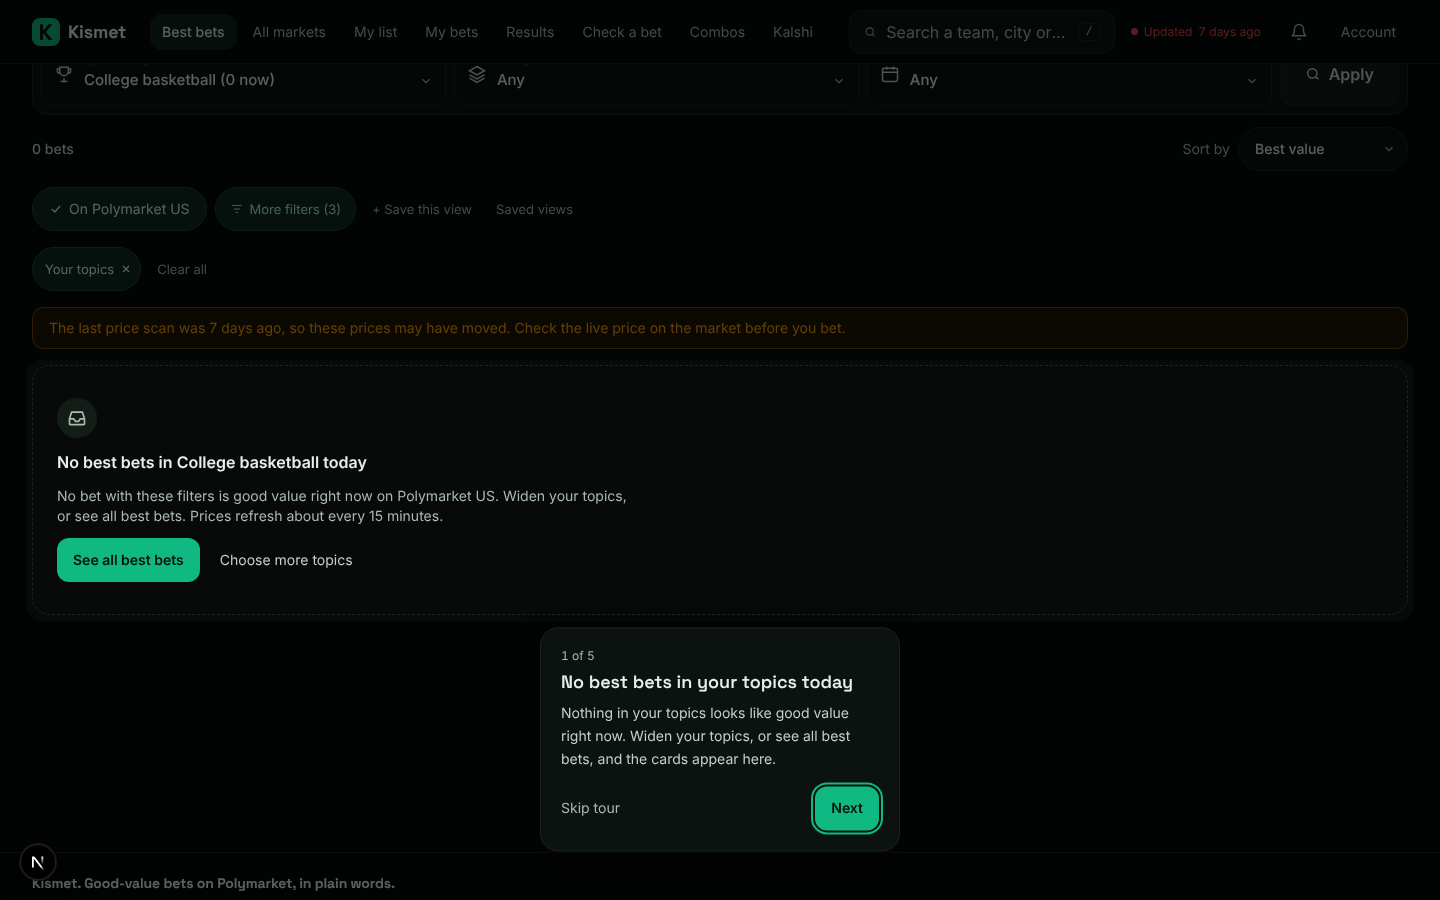 Kismet
Best bets
All markets
My list
My bets
Results
Check a bet
Combos
Kalshi
Search a team, city or...
/
Updated 7 days ago
Account
College basketball (0 now)
Any
Any
Apply
0 bets
Sort by
Best value
On Polymarket US
More filters (3)
+ Save this view
Saved views
Your topics ×
Clear all
The last price scan was 7 days ago, so these prices may have moved. Check the live price on the market before you bet.
No best bets in College basketball today
No bet with these filters is good value right now on Polymarket US. Widen your topics,
or see all best bets. Prices refresh about every 15 minutes.
See all best bets
Choose more topics
1 of 5
No best bets in your topics today
Nothing in your topics looks like good value
right now. Widen your topics, or see all best
bets, and the cards appear here.
Skip tour
Next
N
Kismet. Good-value bets on Polymarket, in plain words.